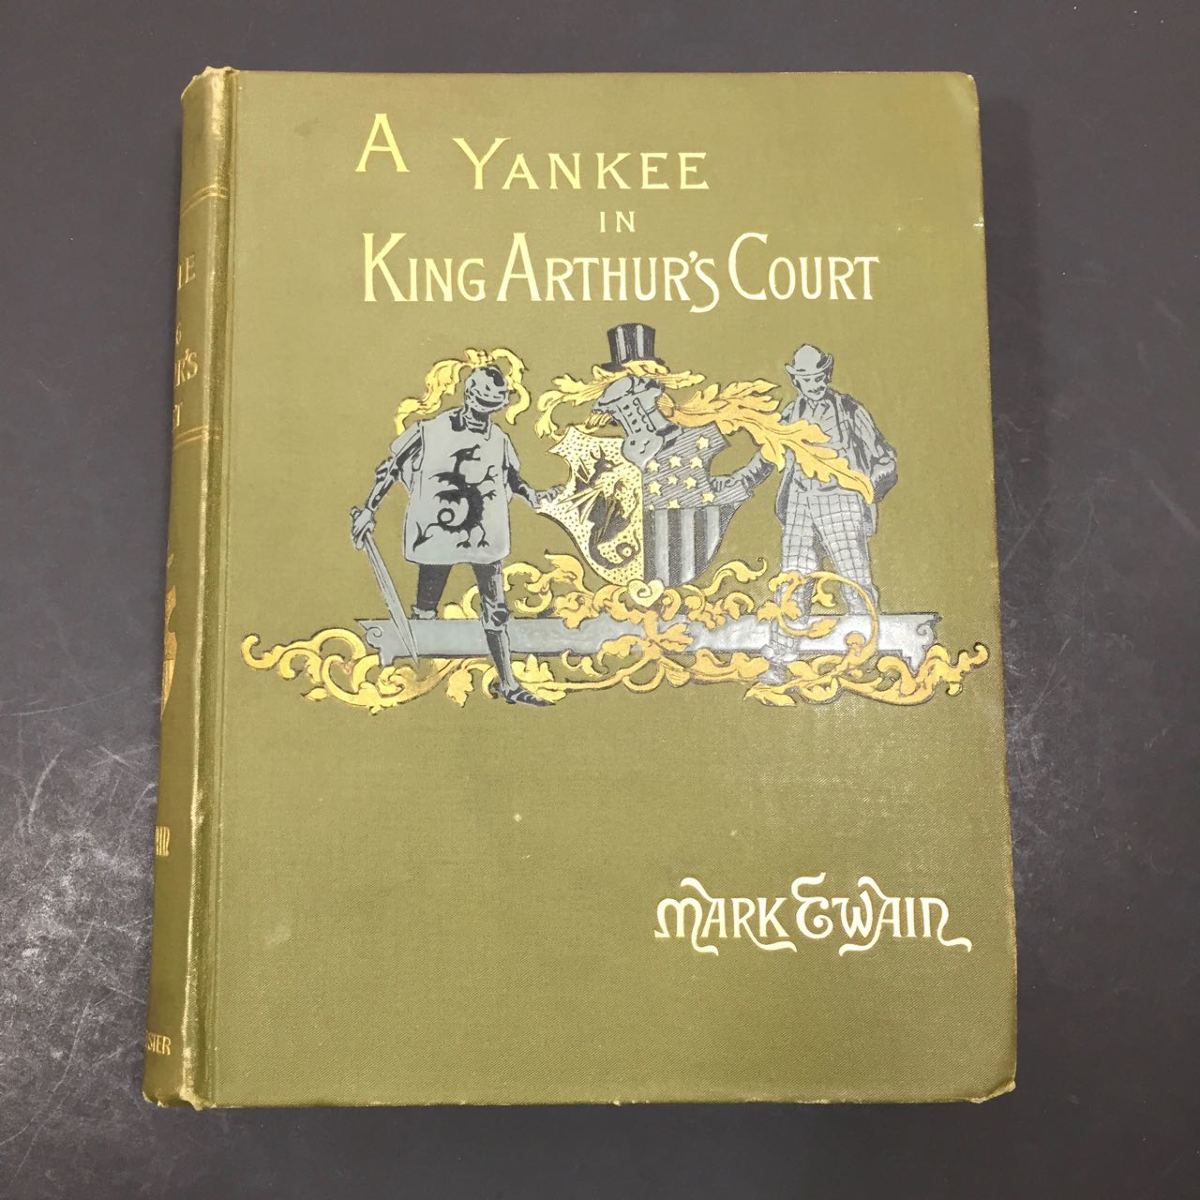 A YANKEE
IN
KING ARTHUR'S COURT
MARK TWAIN